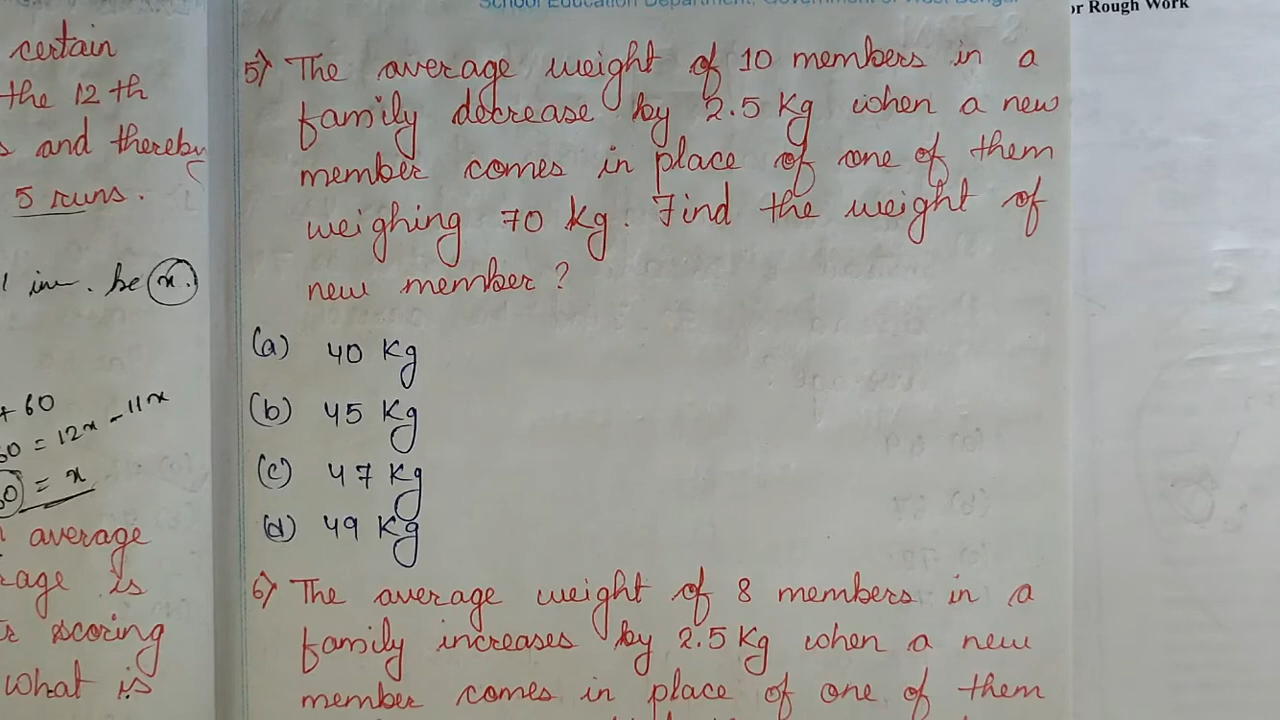 School Education Department, Government of West Bengal
or Rough Work
certain
the 12 th
and thereby
5 runs.
be x.
+ 60
= 12x - 11x
= x
average
is
scoring
what is
5) The average weight of 10 members in a
family decrease by 2.5 Kg when a new
member comes in place of one of them
weighing 70 kg. Find the weight of
new member ?
(a) 40 Kg
(b) 45 Kg
(c) 47 Kg
(d) 49 Kg
6) The average weight of 8 members in a
family increases by 2.5 Kg when a new
member comes in place of one of them